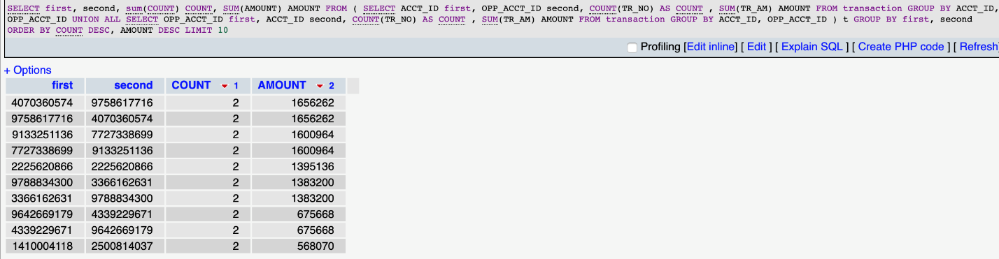 SELECT first, second, sum(COUNT) COUNT, SUM(AMOUNT) AMOUNT FROM ( SELECT ACCT_ID first, OPP_ACCT_ID second, COUNT(TR_NO) AS COUNT , SUM(TR_AM) AMOUNT FROM transaction GROUP BY ACCT_ID,
OPP_ACCT_ID UNION ALL SELECT OPP_ACCT_ID first, ACCT_ID second, COUNT(TR_NO) AS COUNT , SUM(TR_AM) AMOUNT FROM transaction GROUP BY ACCT_ID, OPP_ACCT_ID ) t GROUP BY first, second
ORDER BY COUNT DESC, AMOUNT DESC LIMIT 10
Profiling [Edit inline] [ Edit ] [ Explain SQL ] [ Create PHP code ] [ Refresh
+ Options
first second COUNT 1 AMOUNT 2
4070360574 9758617716 2 1656262
9758617716 4070360574 2 1656262
9133251136 7727338699 2 1600964
7727338699 9133251136 2 1600964
2225620866 2225620866 2 1395136
9788834300 3366162631 2 1383200
3366162631 9788834300 2 1383200
9642669179 4339229671 2 675668
4339229671 9642669179 2 675668
1410004118 2500814037 2 568070